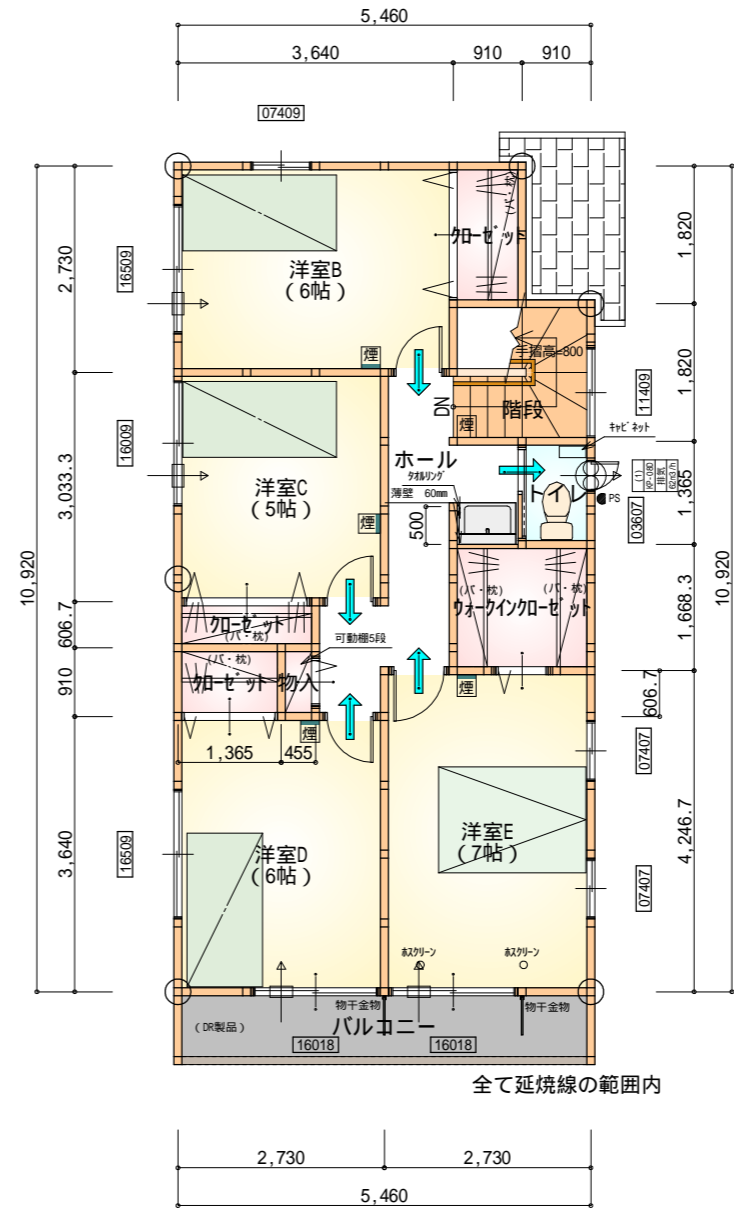 5,460
3,640
910
910
07409
10,920
2,730
3,033.3
606.7
910
3,640
16509
16009
16509
洋室B
(6帖)
煙
クローゼット
(パ・枕)
手摺高=800
DN
階段
煙
ホール
タオルリング
薄壁 60mm
500
トイレ
キャビネット
PS
(1)
KP-08D
排気
62m3/h
洋室C
(5帖)
煙
クローゼット
(パ・枕)
可動棚5段
(パ・枕)
クローゼット
物入
煙
1,365
455
(パ・枕)
(パ・枕)
ウォークインクローゼット
煙
洋室D
(6帖)
洋室E
(7帖)
ホスクリーン
ホスクリーン
物干金物
物干金物
(DR製品)
バルコニー
16018
16018
全て延焼線の範囲内
11409
03607
07407
07407
1,820
1,820
1,365
1,668.3
606.7
4,246.7
10,920
2,730
2,730
5,460